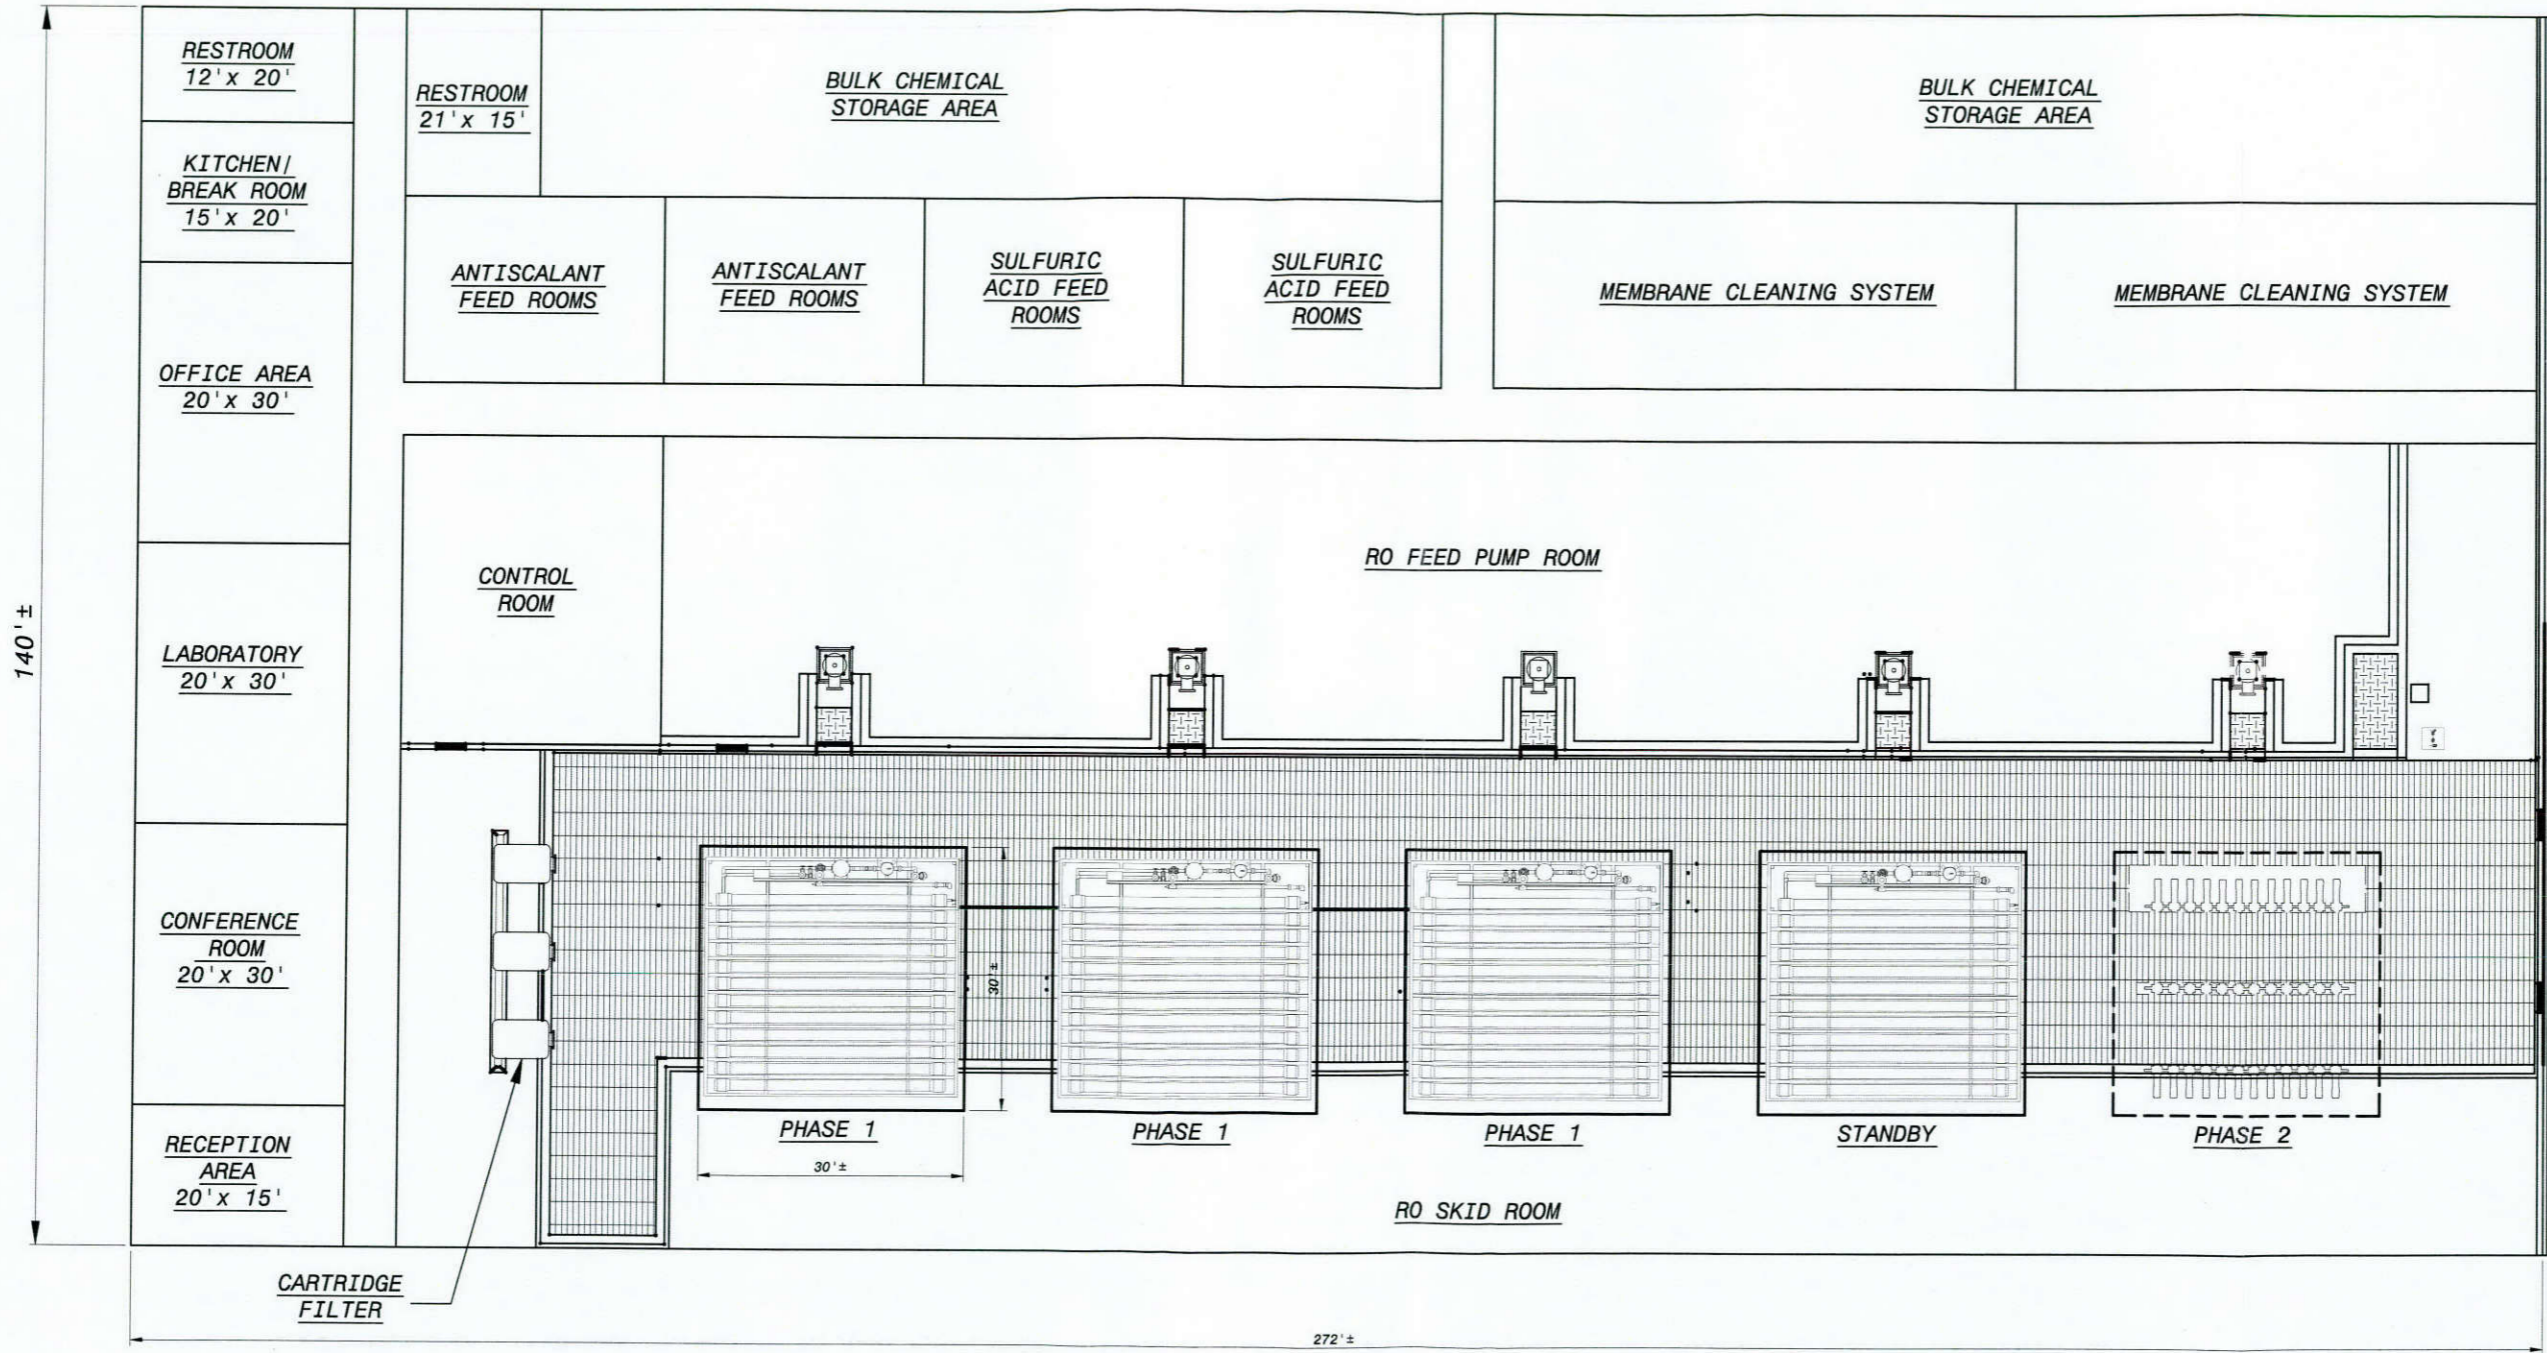 RESTROOM
12'x 20'
KITCHEN/
BREAK ROOM
15'x 20'
OFFICE AREA
20'x 30'
LABORATORY
20'x 30'
CONFERENCE
ROOM
20'x 30'
RECEPTION
AREA
20'x 15'
140'±
RESTROOM
21'x 15'
BULK CHEMICAL
STORAGE AREA
BULK CHEMICAL
STORAGE AREA
ANTISCALANT
FEED ROOMS
ANTISCALANT
FEED ROOMS
SULFURIC
ACID FEED
ROOMS
SULFURIC
ACID FEED
ROOMS
MEMBRANE CLEANING SYSTEM
MEMBRANE CLEANING SYSTEM
CONTROL
ROOM
RO FEED PUMP ROOM
30'±
PHASE 1
PHASE 1
PHASE 1
STANDBY
PHASE 2
30'±
RO SKID ROOM
CARTRIDGE
FILTER
272'±